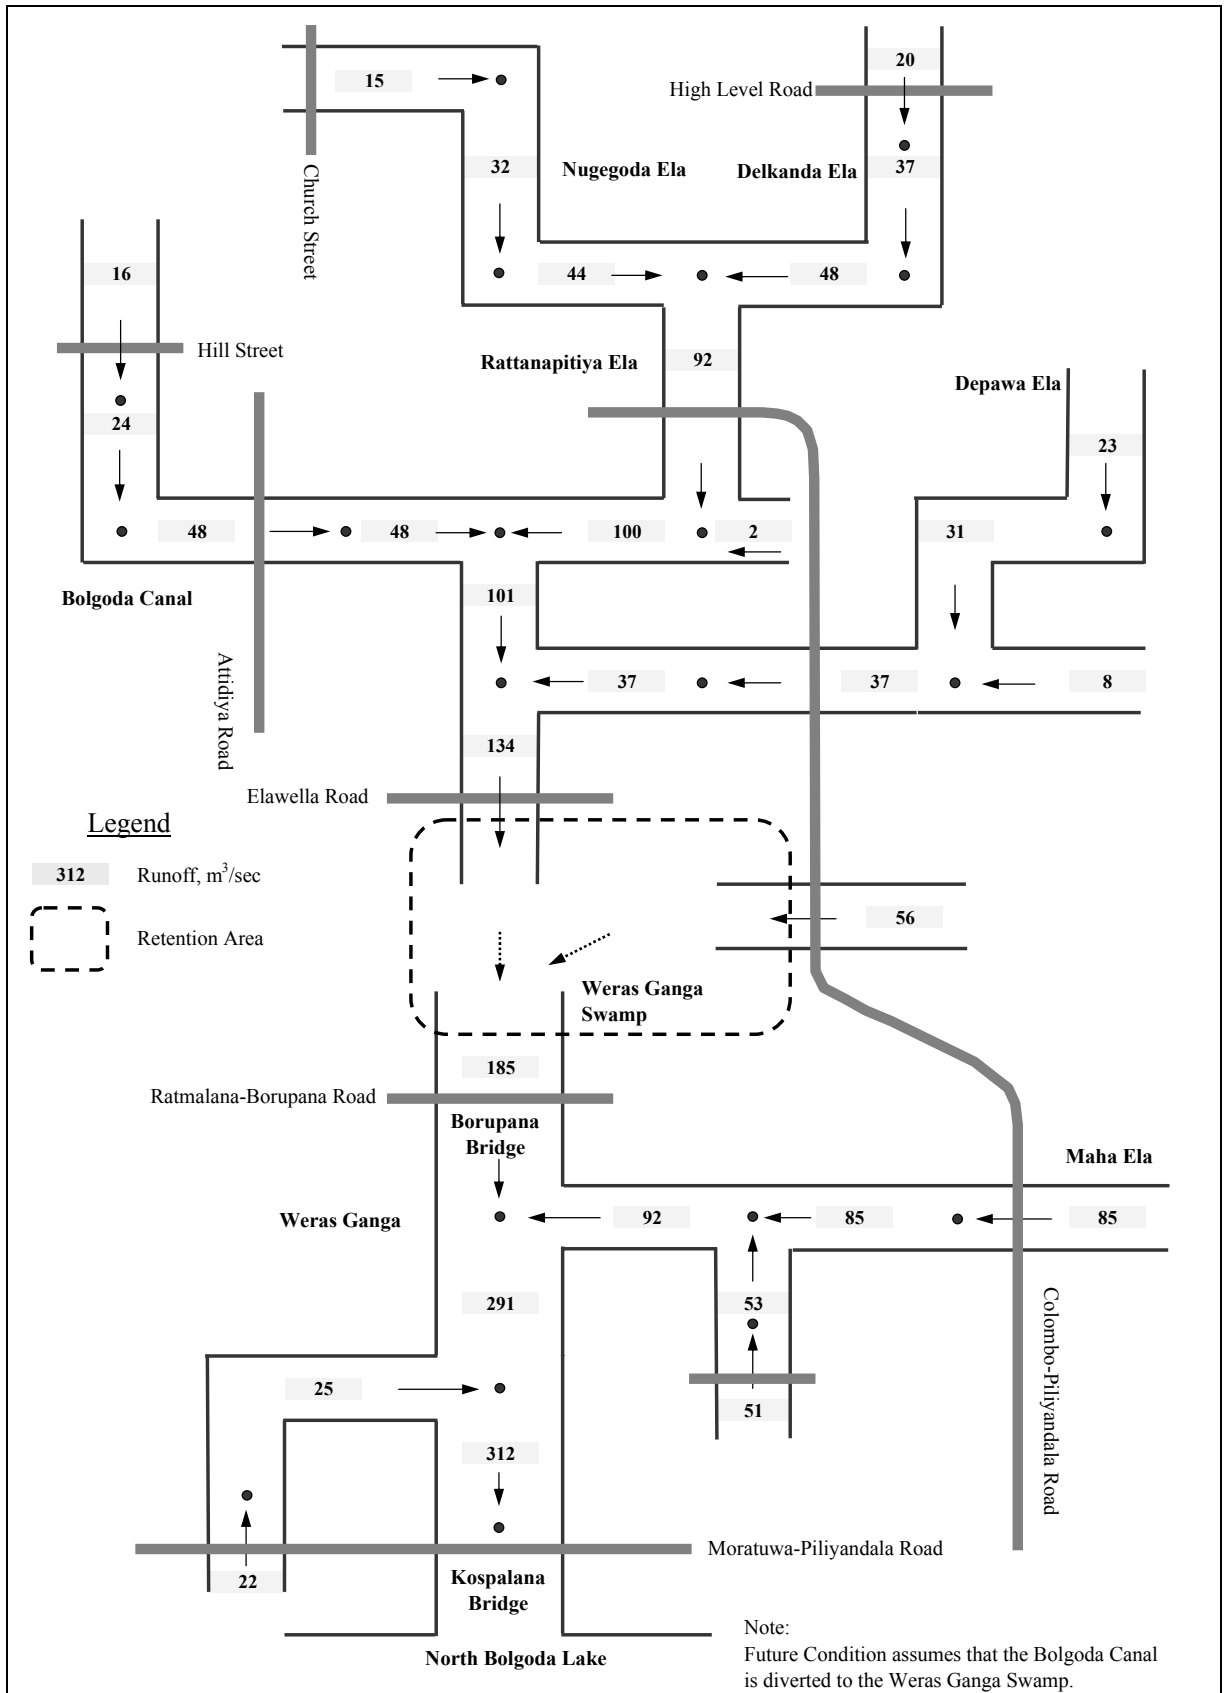 20
High Level Road
15
Church Street
32
Nugegoda Ela
Delkanda Ela
37
16
44
48
Hill Street
Rattanapitiya Ela
92
Depawa Ela
24
23
48
48
100
2
31
Bolgoda Canal
101
Attidiya Road
37
37
8
134
Elawella Road
Legend
312
Runoff, m³/sec
56
Retention Area
Weras Ganga
Swamp
185
Ratmalana-Borupana Road
Borupana
Bridge
Maha Ela
Weras Ganga
92
85
85
291
53
Colombo-Piliyandala Road
25
51
312
Moratuwa-Piliyandala Road
22
Kospalana
Bridge
North Bolgoda Lake
Note:
Future Condition assumes that the Bolgoda Canal
is diverted to the Weras Ganga Swamp.